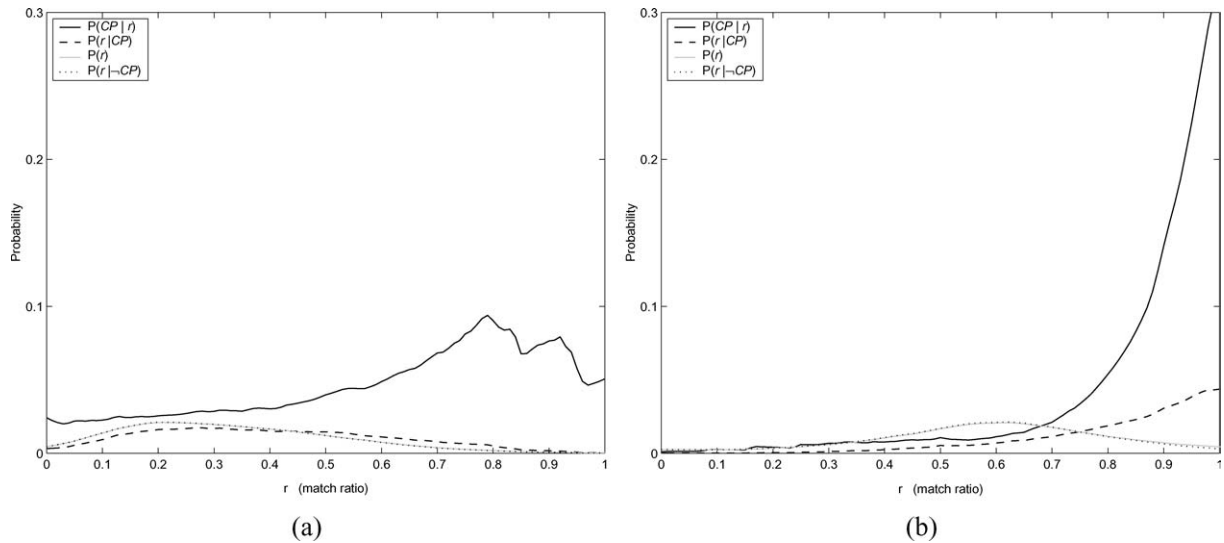 0.3
0.2
0.1
0
Probability
P(CP | r)
P(r |CP)
P(r)
P(r |¬CP)
0 0.1 0.2 0.3 0.4 0.5 0.6 0.7 0.8 0.9 1
r (match ratio)
(a)
0.3
0.2
0.1
0
Probability
P(CP | r)
P(r |CP)
P(r)
P(r |¬CP)
0 0.1 0.2 0.3 0.4 0.5 0.6 0.7 0.8 0.9 1
r (match ratio)
(b)